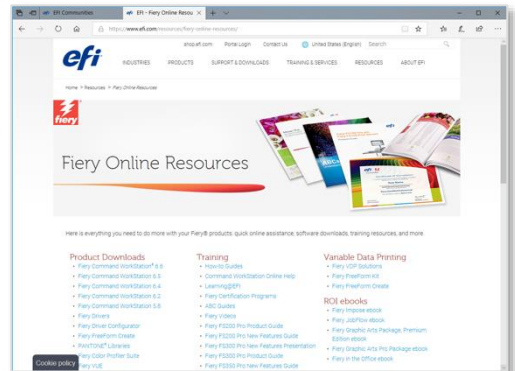 EFI Communities
EFI - Fiery Online Resou
https://www.efi.com/resources/fiery-online-resources/
shop.efi.com Portal Login Contact Us United States (English) Search
efi
INDUSTRIES PRODUCTS SUPPORT & DOWNLOADS TRAINING & SERVICES RESOURCES ABOUT EFI
Home > Resources > Fiery Online Resources
fiery
Fiery Online Resources
Here is everything you need to do more with your Fiery® products, quick online assistance, software downloads, training resources, and more
Product Downloads
Fiery Command WorkStation® 6.6
Fiery Command WorkStation 6.5
Fiery Command WorkStation 6.4
Fiery Command WorkStation 6.2
Fiery Command WorkStation 5.8
Fiery Drivers
Fiery Driver Configurator
Fiery FreeForm Create
PANTONE® Libraries
Fiery Color Profiler Suite
Fiery VUE
Training
How-to Guides
Command WorkStation Online Help
Learning@EFI
Fiery Certification Programs
ABC Guides
Fiery Videos
Fiery FS200 Pro Product Guide
Fiery FS200 Pro New Features Guide
Fiery FS350 Pro New Features Presentation
Fiery FS300 Pro Product Guide
Fiery FS300 Pro New Features Guide
Variable Data Printing
Fiery VDP Solutions
Fiery FreeForm Kit
Fiery FreeForm Create
ROI ebooks
Fiery Impose ebook
Fiery JobFlow ebook
Fiery Graphic Arts Package, Premium
Edition ebook
Fiery Graphic Arts Pro Package ebook
Fiery in the Office ebook
Cookie policy